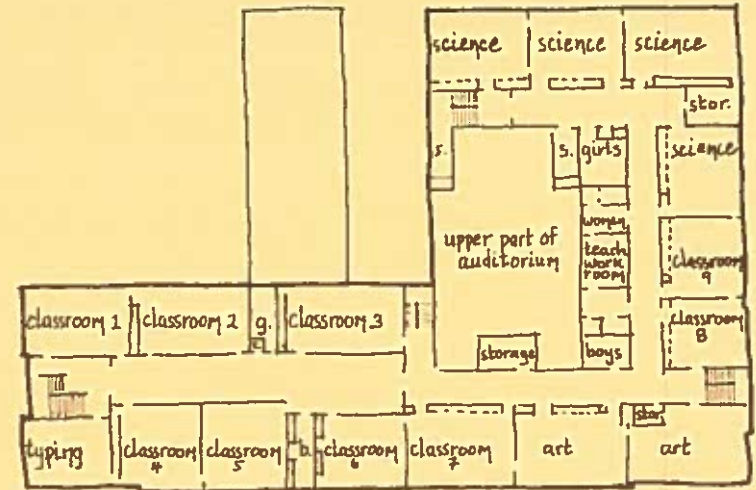 science
science
science
stor.
s.
s.
girls
science
women
upper part of
auditorium
teach
work
room
classroom
9
classroom 1
classroom 2
g.
classroom 3
classroom
8
storage
boys
stor
typing
classroom
4
classroom
5
b.
classroom
6
classroom
7
art
art